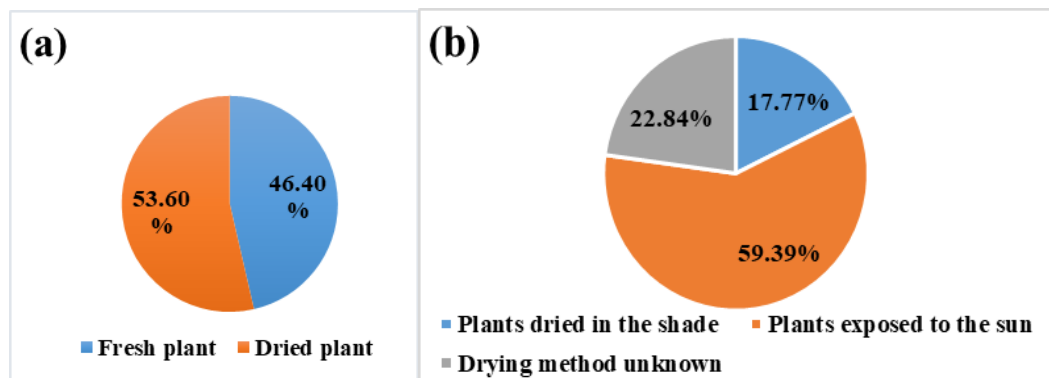 (a)
46.40
%
53.60
%
Fresh plant Dried plant
(b)
17.77%
22.84%
59.39%
Plants dried in the shade Plants exposed to the sun
Drying method unknown